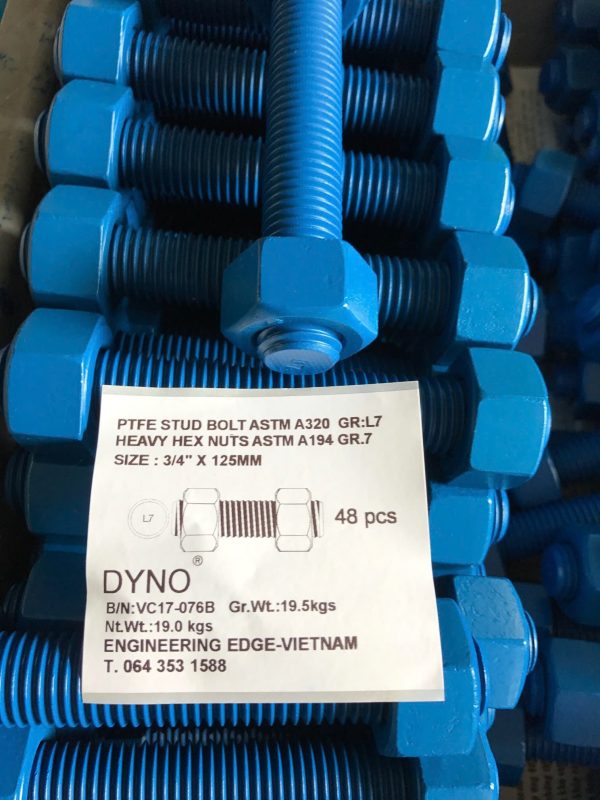 PTFE STUD BOLT ASTM A320 GR:L7
HEAVY HEX NUTS ASTM A194 GR.7
SIZE : 3/4" X 125MM
L7
48 pcs
DYNO®
B/N:VC17-076B Gr.Wt.:19.5kgs
Nt.Wt.:19.0 kgs
ENGINEERING EDGE-VIETNAM
T. 064 353 1588